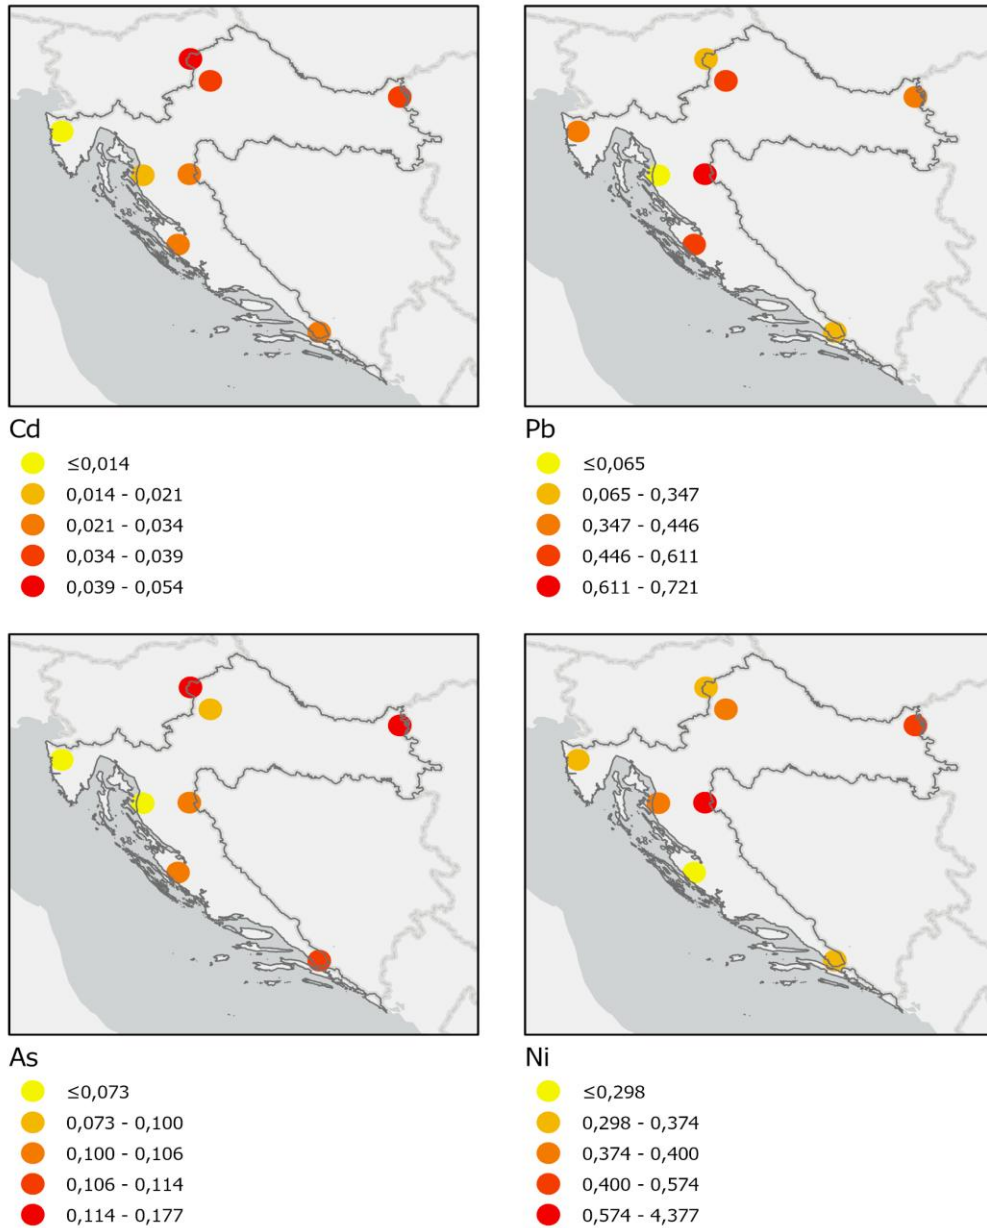 Cd
≤0,014
0,014 - 0,021
0,021 - 0,034
0,034 - 0,039
0,039 - 0,054
Pb
≤0,065
0,065 - 0,347
0,347 - 0,446
0,446 - 0,611
0,611 - 0,721
As
≤0,073
0,073 - 0,100
0,100 - 0,106
0,106 - 0,114
0,114 - 0,177
Ni
≤0,298
0,298 - 0,374
0,374 - 0,400
0,400 - 0,574
0,574 - 4,377